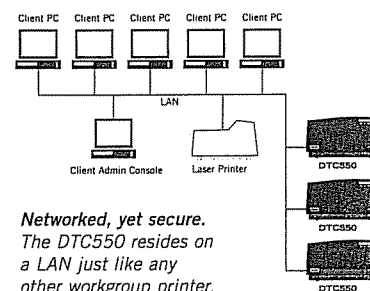 Client PC Client PC Client PC Client PC Client PC
LAN
Client Admin Console
Laser Printer
DTC550
DTC550
DTC550
Networked, yet secure.
The DTC550 resides on
a LAN just like any
other workgroup printer.